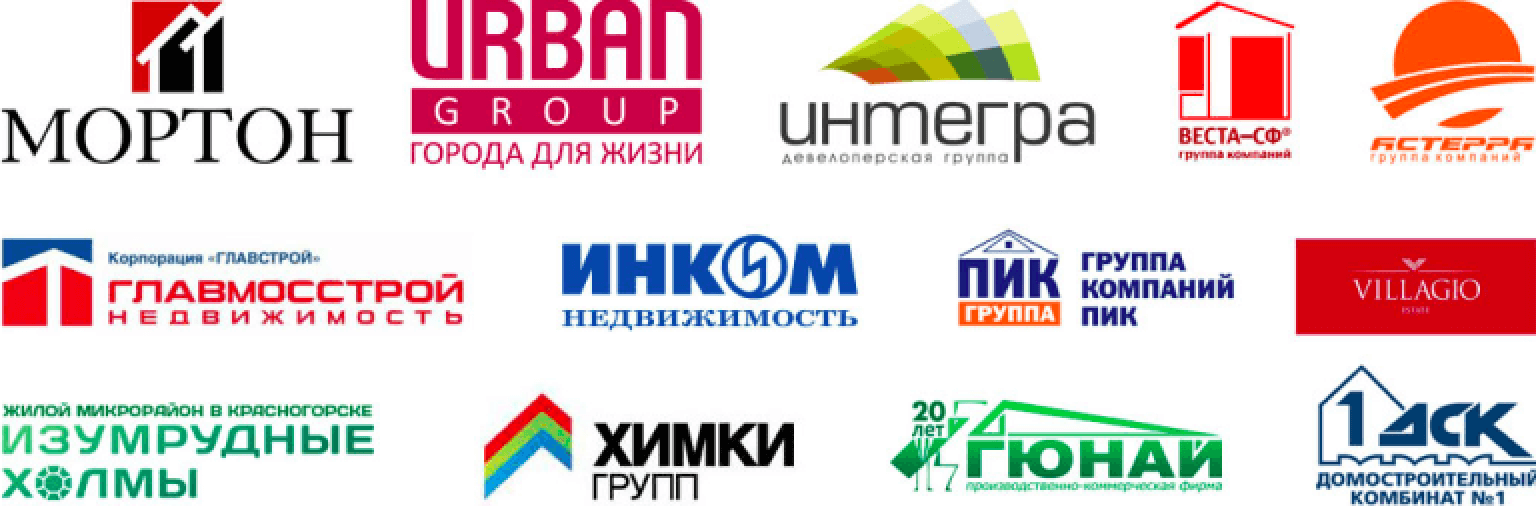 МОРТОН
URBAN
GROUP
ГОРОДА ДЛЯ ЖИЗНИ
интегра
девелоперская группа
ВЕСТА-СФ®
группа компаний
АСТЕРРА
группа компаний
Корпорация «ГЛАВСТРОЙ»
ГЛАВМОССТРОЙ
НЕДВИЖИМОСТЬ
ИНКОМ
НЕДВИЖИМОСТЬ
ПИК
ГРУППА
ГРУППА
КОМПАНИЙ
ПИК
VILLAGIO
ESTATE
ЖИЛОЙ МИКРОРАЙОН В КРАСНОГОРСКЕ
ИЗУМРУДНЫЕ
ХОЛМЫ
ХИМКИ
ГРУПП
20
лет
ГЮНАЙ
производственно-коммерческая фирма
1 ДСК
ДОМОСТРОИТЕЛЬНЫЙ
КОМБИНАТ №1